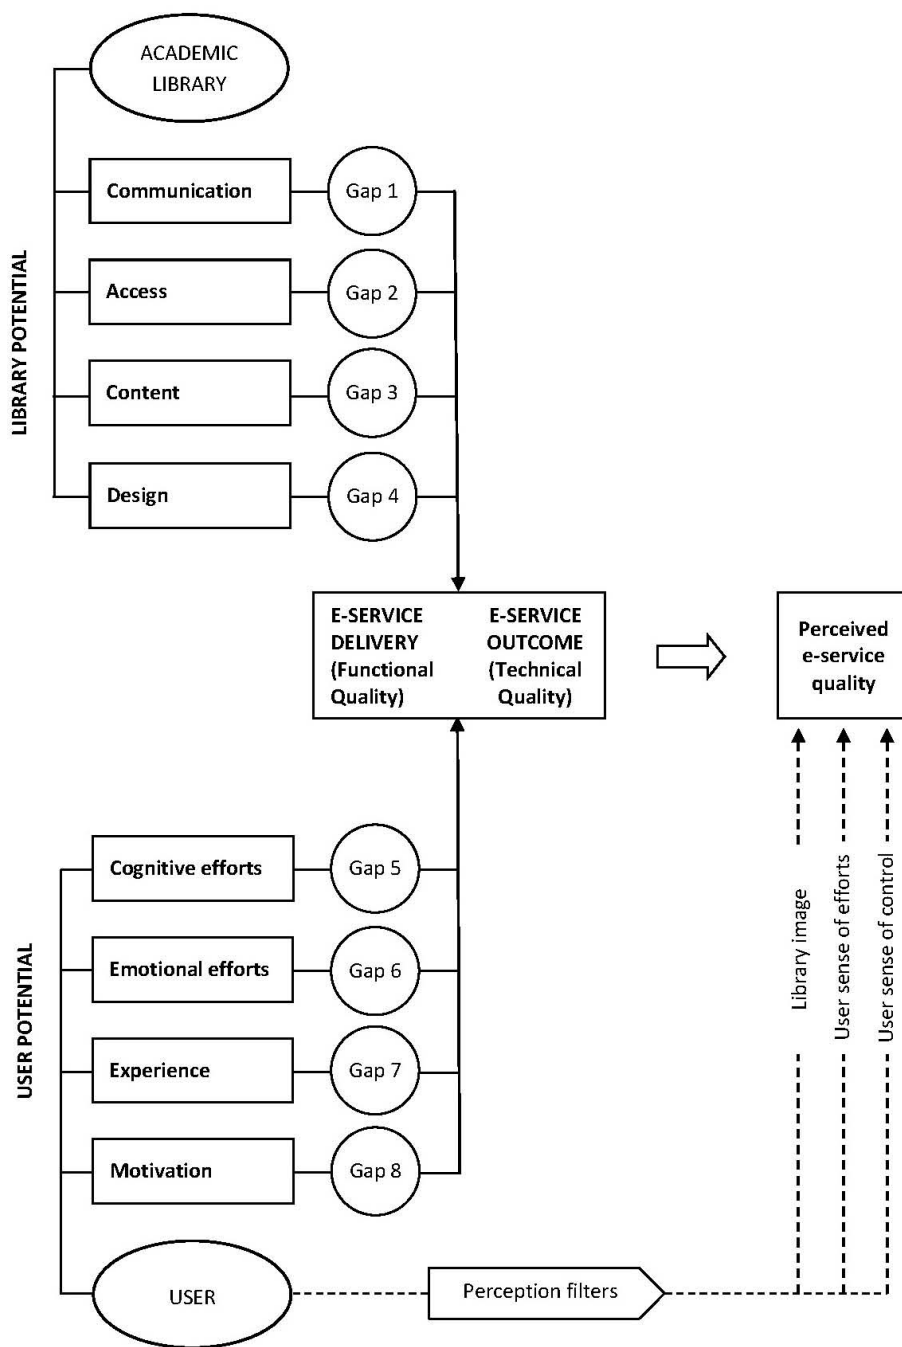 ACADEMIC
LIBRARY
LIBRARY POTENTIAL
Communication
Gap 1
Access
Gap 2
Content
Gap 3
Design
Gap 4
E-SERVICE
DELIVERY
(Functional
Quality)
E-SERVICE
OUTCOME
(Technical
Quality)
Perceived
e-service
quality
USER POTENTIAL
Cognitive efforts
Gap 5
Emotional efforts
Gap 6
Experience
Gap 7
Motivation
Gap 8
Library image
User sense of efforts
User sense of control
USER
Perception filters